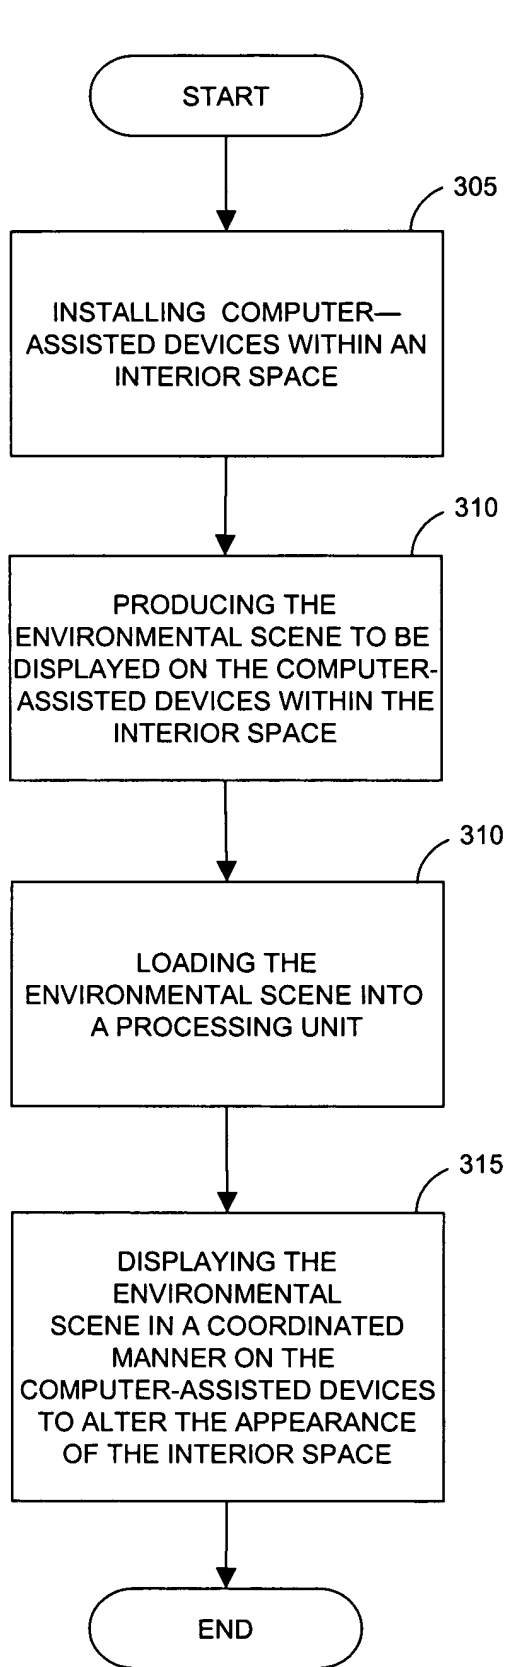 START
305
INSTALLING COMPUTER—
ASSISTED DEVICES WITHIN AN
INTERIOR SPACE
310
PRODUCING THE
ENVIRONMENTAL SCENE TO BE
DISPLAYED ON THE COMPUTER-
ASSISTED DEVICES WITHIN THE
INTERIOR SPACE
310
LOADING THE
ENVIRONMENTAL SCENE INTO
A PROCESSING UNIT
315
DISPLAYING THE
ENVIRONMENTAL
SCENE IN A COORDINATED
MANNER ON THE
COMPUTER-ASSISTED DEVICES
TO ALTER THE APPEARANCE
OF THE INTERIOR SPACE
END